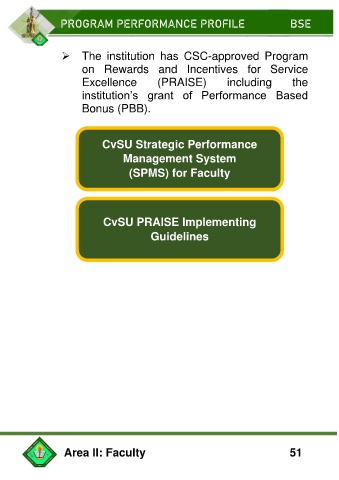 PROGRAM PERFORMANCE PROFILE BSE
➢ The institution has CSC-approved Program
on Rewards and Incentives for Service
Excellence (PRAISE) including the
institution's grant of Performance Based
Bonus (PBB).
CvSU Strategic Performance
Management System
(SPMS) for Faculty
CvSU PRAISE Implementing
Guidelines
Area II: Faculty 51